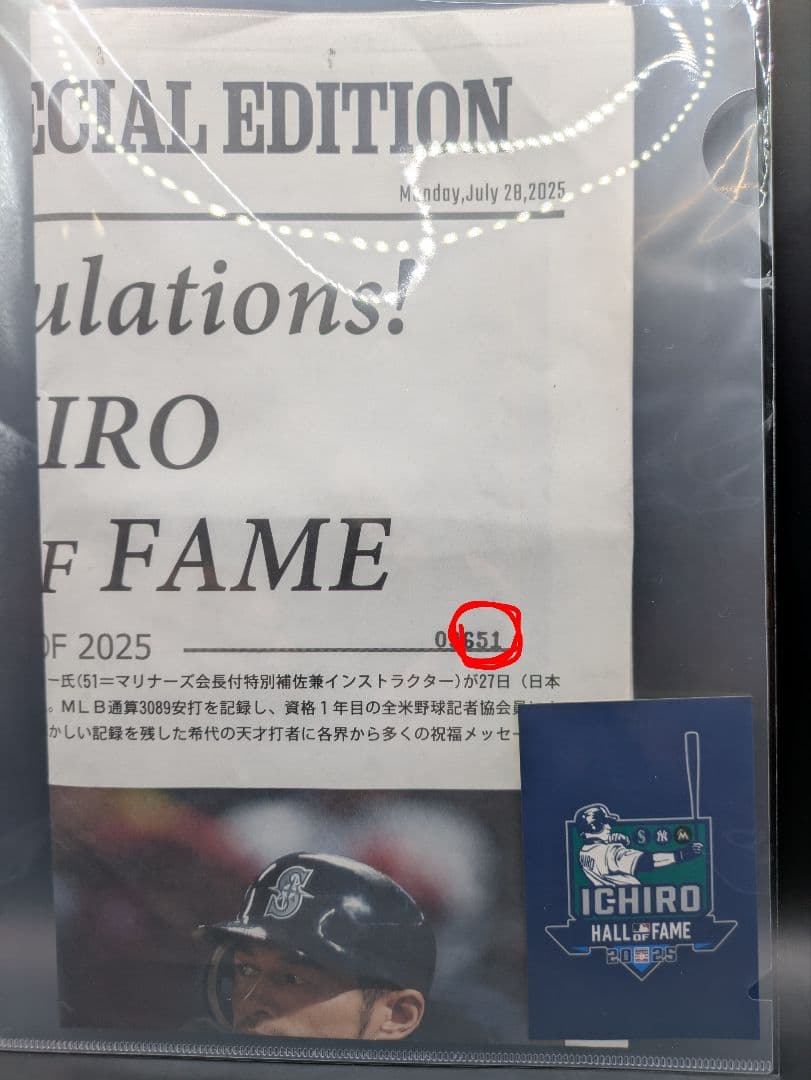 ECIAL EDITION
Monday,July 28,2025
ulations!
IRO
F FAME
OF 2025
651
ー氏(51=マリナーズ会長付特別補佐兼インストラクター)が27日(日本
。MLB通算3089安打を記録し、資格1年目の全米野球記者協会会員
かしい記録を残した希代の天才打者に各界から多くの祝福メッセー
S
S NY M
ICHIRO
HALL OF FAME
2025